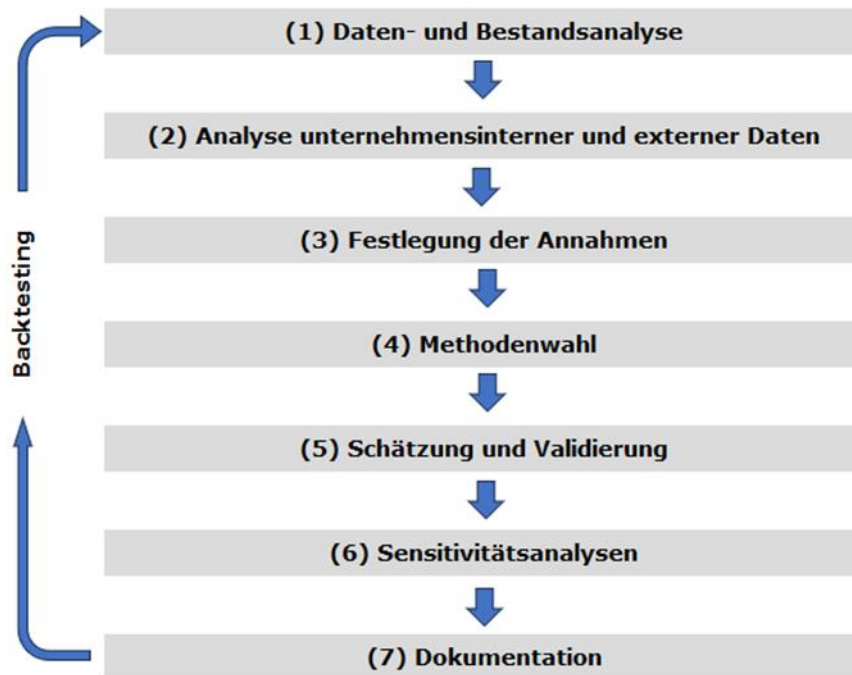 (1) Daten- und Bestandsanalyse
(2) Analyse unternehmensinterner und externer Daten
(3) Festlegung der Annahmen
(4) Methodenwahl
(5) Schätzung und Validierung
(6) Sensitivitätsanalysen
(7) Dokumentation
Backtesting